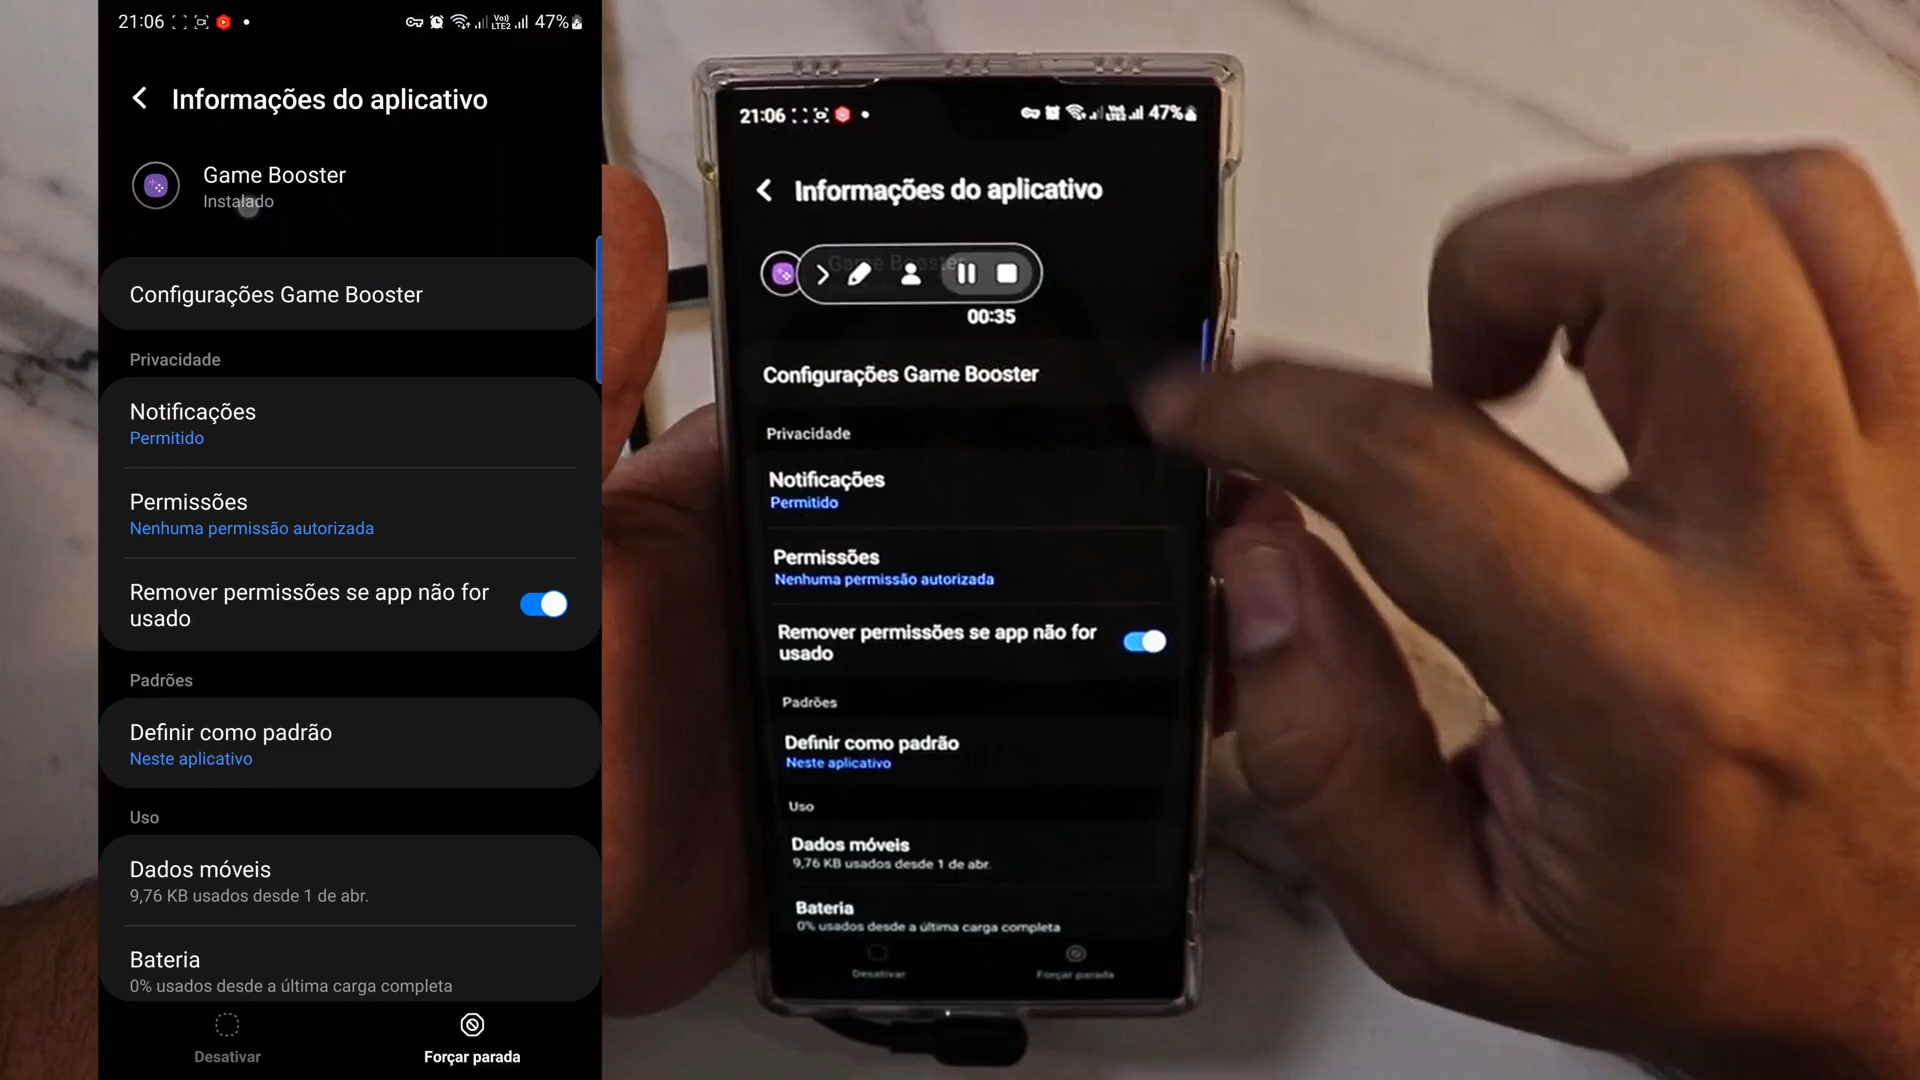 21:06
VoLTE2 47%
Informações do aplicativo
Game Booster
Instalado
Configurações Game Booster
Privacidade
Notificações
Permitido
Permissões
Nenhuma permissão autorizada
Remover permissões se app não for
usado
Padrões
Definir como padrão
Neste aplicativo
Uso
Dados móveis
9,76 KB usados desde 1 de abr.
Bateria
0% usados desde a última carga completa
Desativar
Forçar parada
21:06
47%
Informações do aplicativo
Game Booster
00:35
Configurações Game Booster
Privacidade
Notificações
Permitido
Permissões
Nenhuma permissão autorizada
Remover permissões se app não for
usado
Padrões
Definir como padrão
Neste aplicativo
Uso
Dados móveis
9,76 KB usados desde 1 de abr.
Bateria
0% usados desde a última carga completa
Desativar
Forçar parada